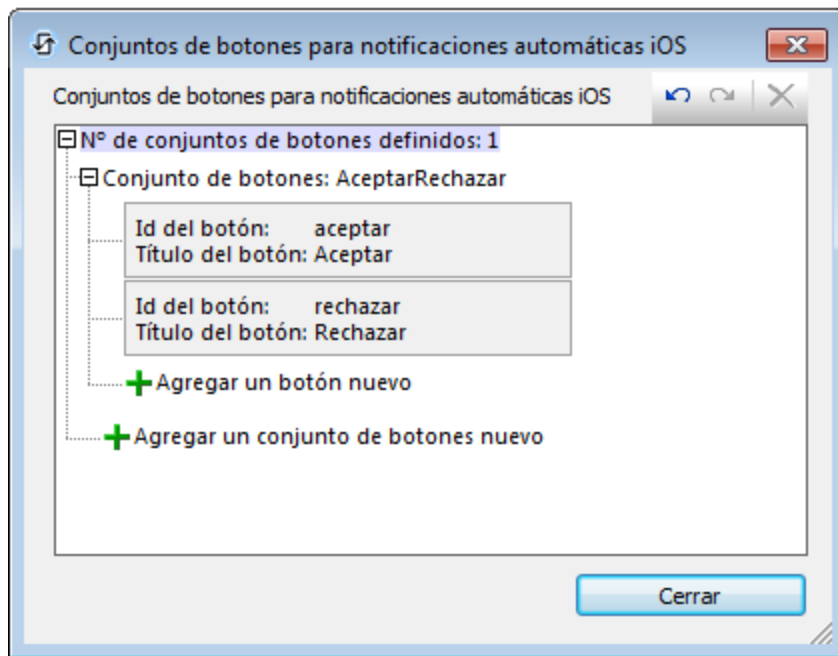 Conjuntos de botones para notificaciones automáticas iOS
Conjuntos de botones para notificaciones automáticas iOS
Nº de conjuntos de botones definidos: 1
Conjunto de botones: AceptarRechazar
Id del botón: aceptar
Título del botón: Aceptar
Id del botón: rechazar
Título del botón: Rechazar
Agregar un botón nuevo
Agregar un conjunto de botones nuevo
Cerrar